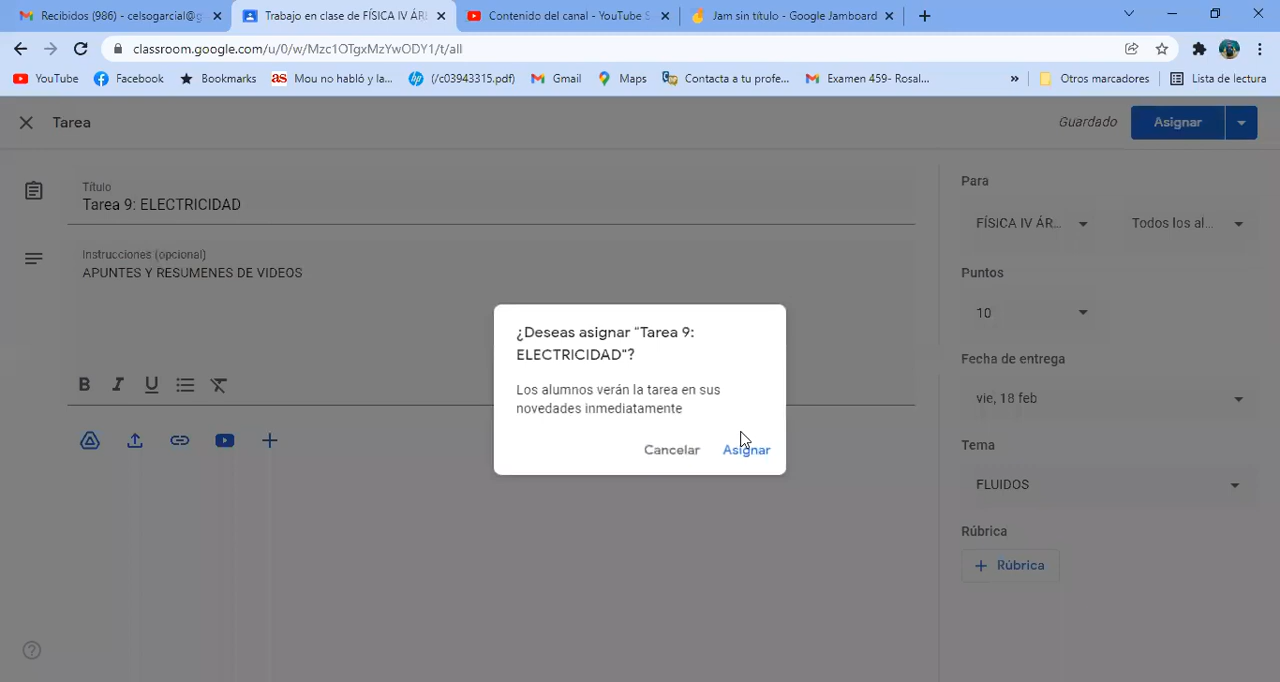 Recibidos (986) - celsogarcial@g
Trabajo en clase de FÍSICA IV ÁRE
Contenido del canal - YouTube S
Jam sin título - Google Jamboard
classroom.google.com/u/0/w/Mzc1OTgxMzYwODY1/t/all
YouTube
Facebook
Bookmarks
as
Mou no habló y la...
(/c03943315.pdf)
Gmail
Maps
Contacta a tu profe...
Examen 459- Rosal...
»
Otros marcadores
Lista de lectura
Tarea
Guardado
Asignar
Título
Tarea 9: ELECTRICIDAD
Instrucciones (opcional)
APUNTES Y RESUMENES DE VIDEOS
B I U
¿Deseas asignar “Tarea 9:
ELECTRICIDAD”?
Los alumnos verán la tarea en sus
novedades inmediatamente
Cancelar
Asignar
Para
FÍSICA IV ÁR...
Todos los al...
Puntos
10
Fecha de entrega
vie, 18 feb
Tema
FLUIDOS
Rúbrica
+ Rúbrica